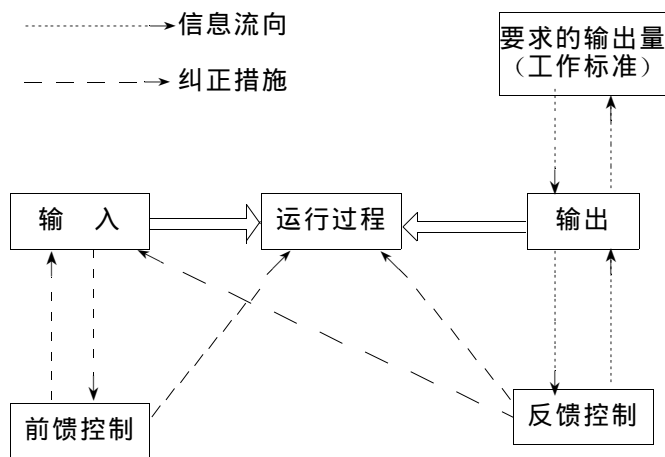 信息流向
纠正措施
要求的输出量
（工作标准）
输 入
运行过程
输出
前馈控制
反馈控制